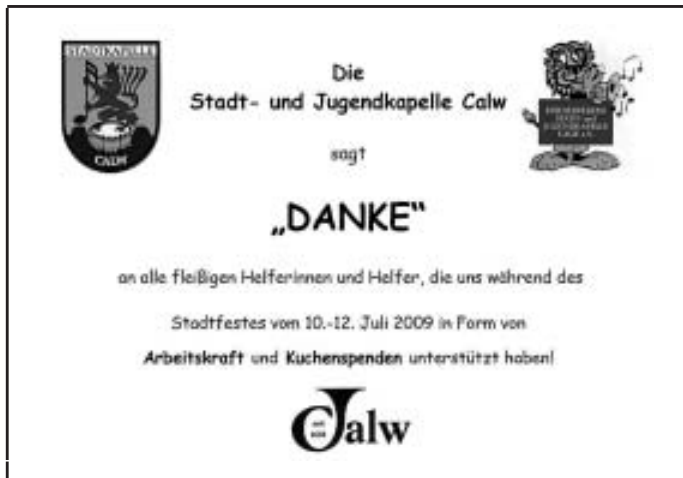 STADTKAPELLE
CALW
Die
Stadt- und Jugendkapelle Calw
sagt
„DANKE“
an alle fleißigen Helferinnen und Helfer, die uns während des
Stadtfestes vom 10.-12. Juli 2009 in Form von
Arbeitskraft und Kuchenspenden unterstützt haben!
Calw